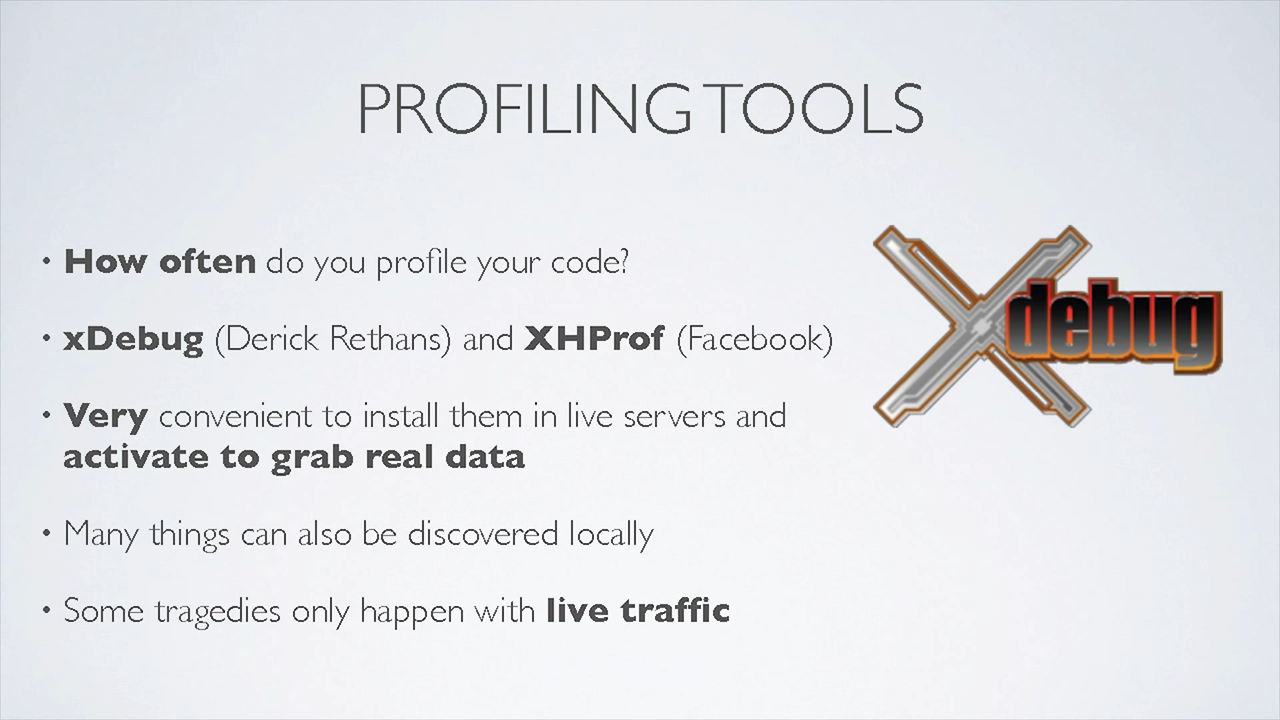 PROFILING TOOLS
• How often do you profile your code?
• xDebug (Derick Rethans) and XHProf (Facebook)
• Very convenient to install them in live servers and
activate to grab real data
• Many things can also be discovered locally
• Some tragedies only happen with live traffic
Xdebug